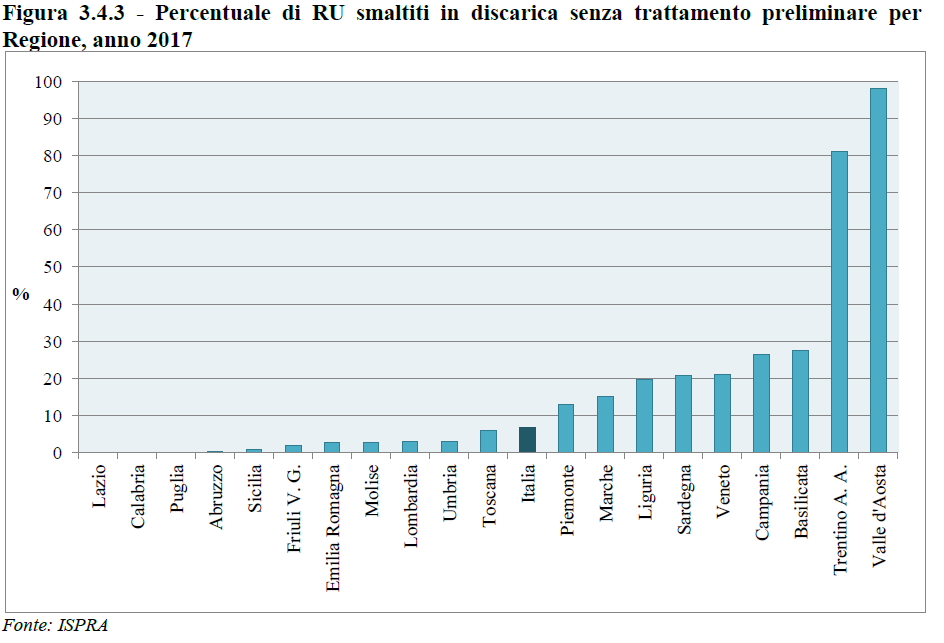 Figura 3.4.3 - Percentuale di RU smaltiti in discarica senza trattamento preliminare per
Regione, anno 2017
100
90
80
70
60
50
%
40
30
20
10
0
Lazio
Calabria
Puglia
Abruzzo
Sicilia
Friuli V. G.
Emilia Romagna
Molise
Lombardia
Umbria
Toscana
Italia
Piemonte
Marche
Liguria
Sardegna
Veneto
Campania
Basilicata
Trentino A. A.
Valle d'Aosta
Fonte: ISPRA